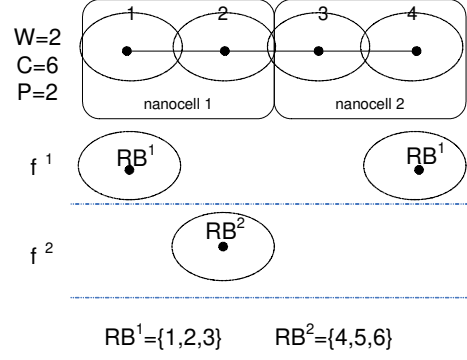 1 2 3 4
W=2
C=6
P=2
nanocell 1 nanocell 2
f 1 RB1 RB1
f 2 RB2
RB1={1,2,3} RB2={4,5,6}